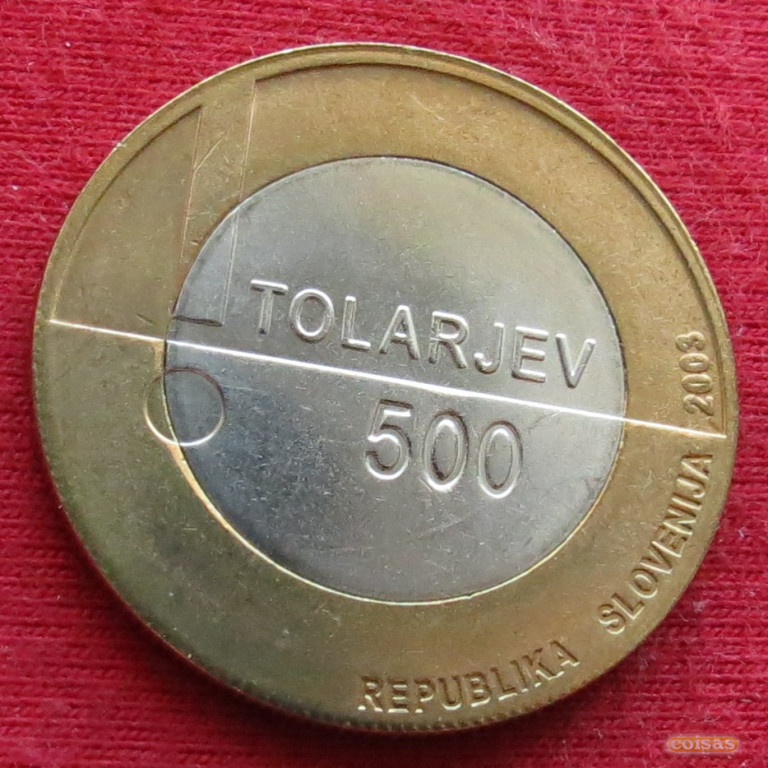 TOLARJEV
500
REPUBLIKA SLOVENIJA 2003
coisas